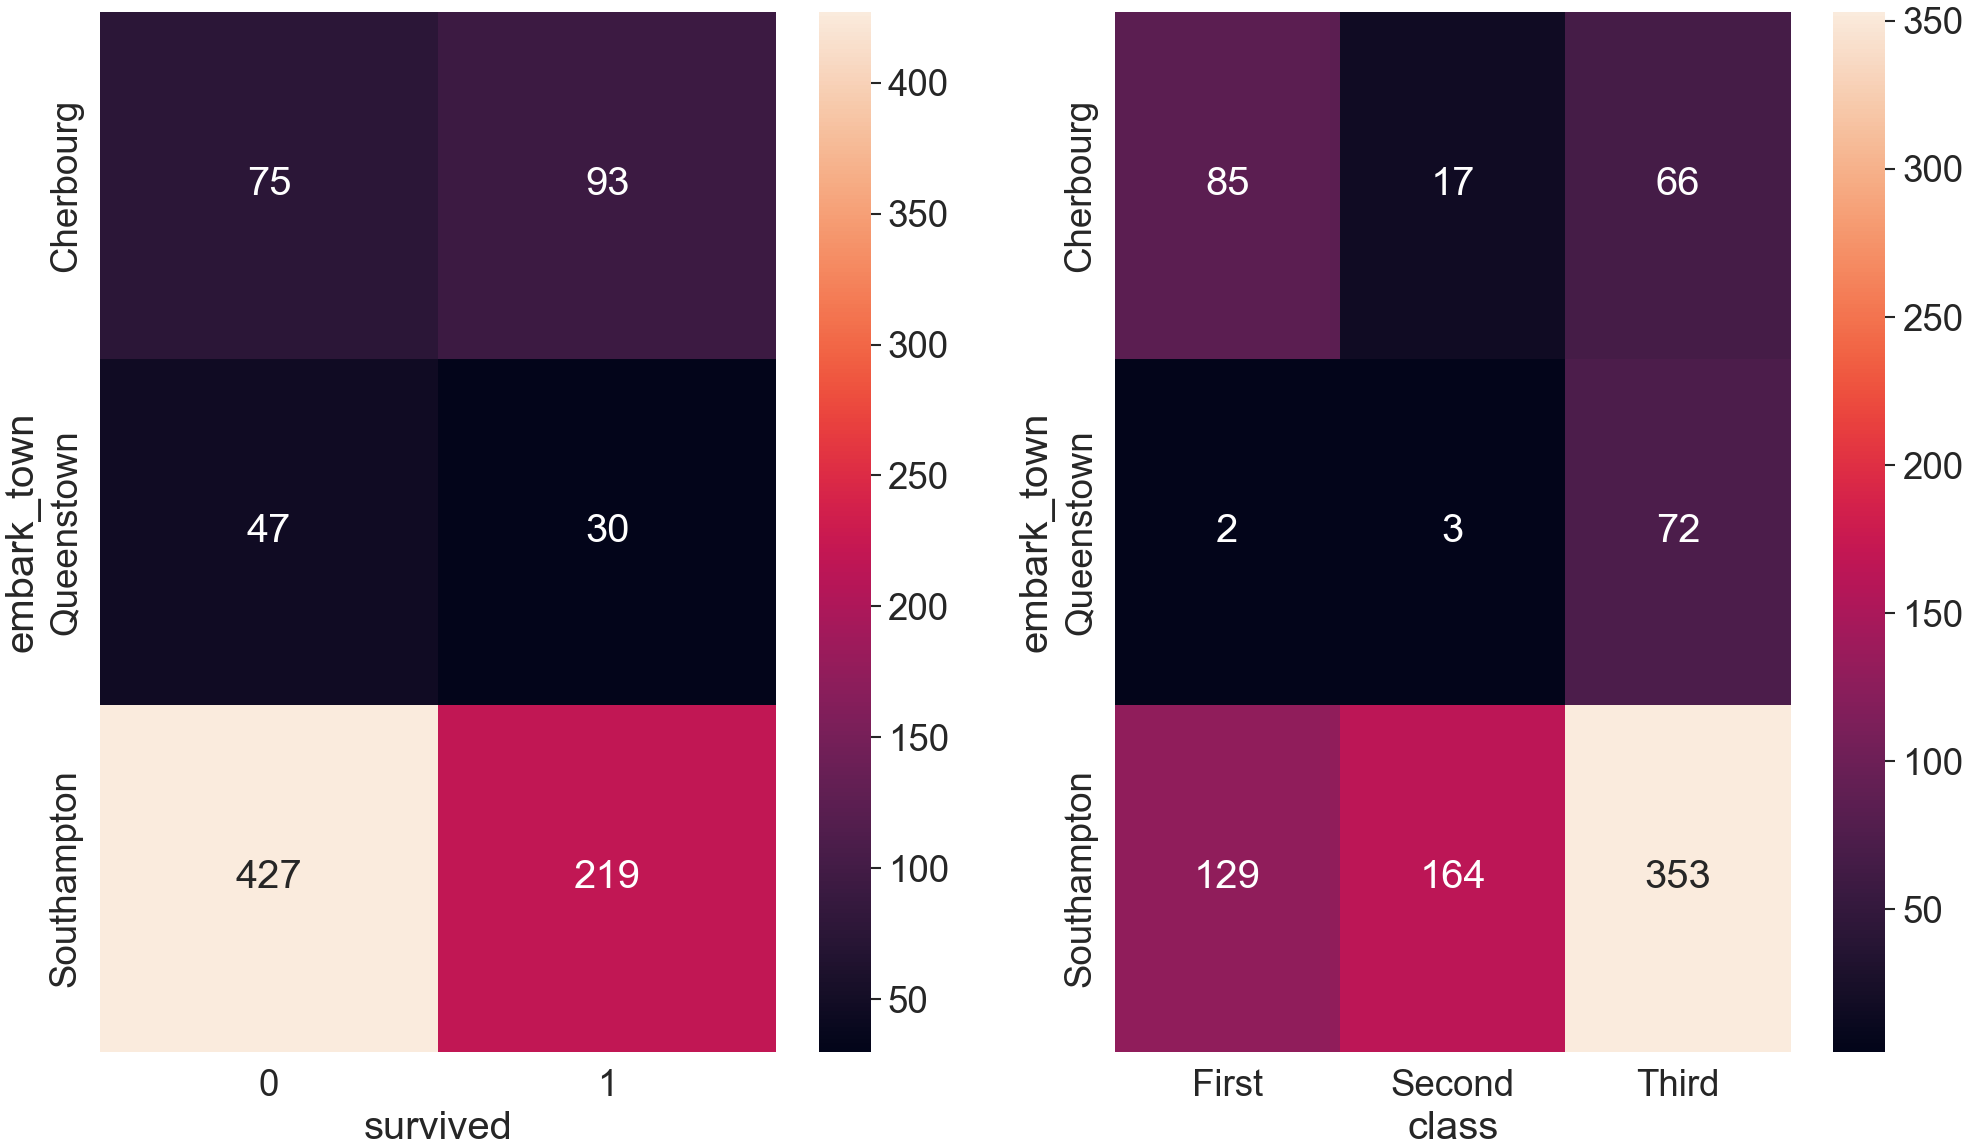 embark_town
Cherbourg
75 93
Queenstown
47 30
Southampton
427 219
0 1
survived
400
350
300
250
200
150
100
50
embark_town
Cherbourg
85 17 66
Queenstown
2 3 72
Southampton
129 164 353
First Second Third
class
350
300
250
200
150
100
50